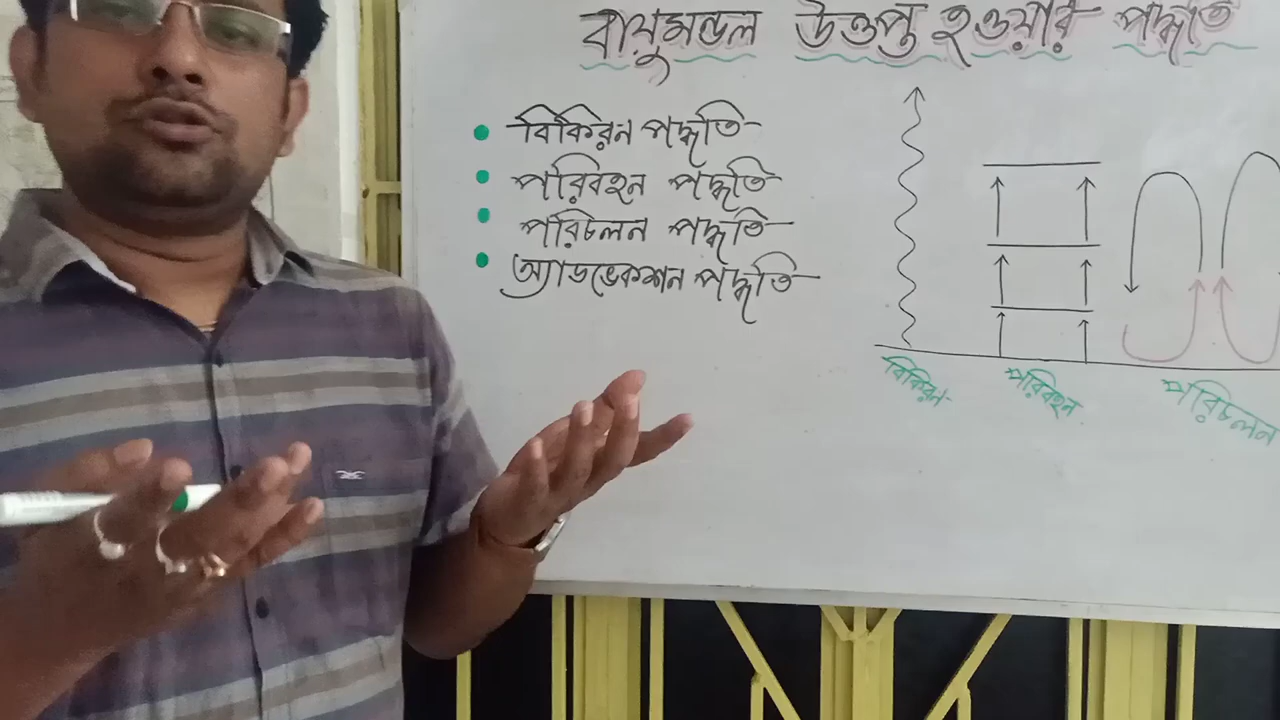 বায়ুমন্ডল উত্তপ্ত হওয়ার পদ্ধতি
বিকিরন পদ্ধতি
পরিবহন পদ্ধতি
পরিচলন পদ্ধতি
অ্যাডভেকশন পদ্ধতি
বিকিরন
পরিবহন
পরিচলন